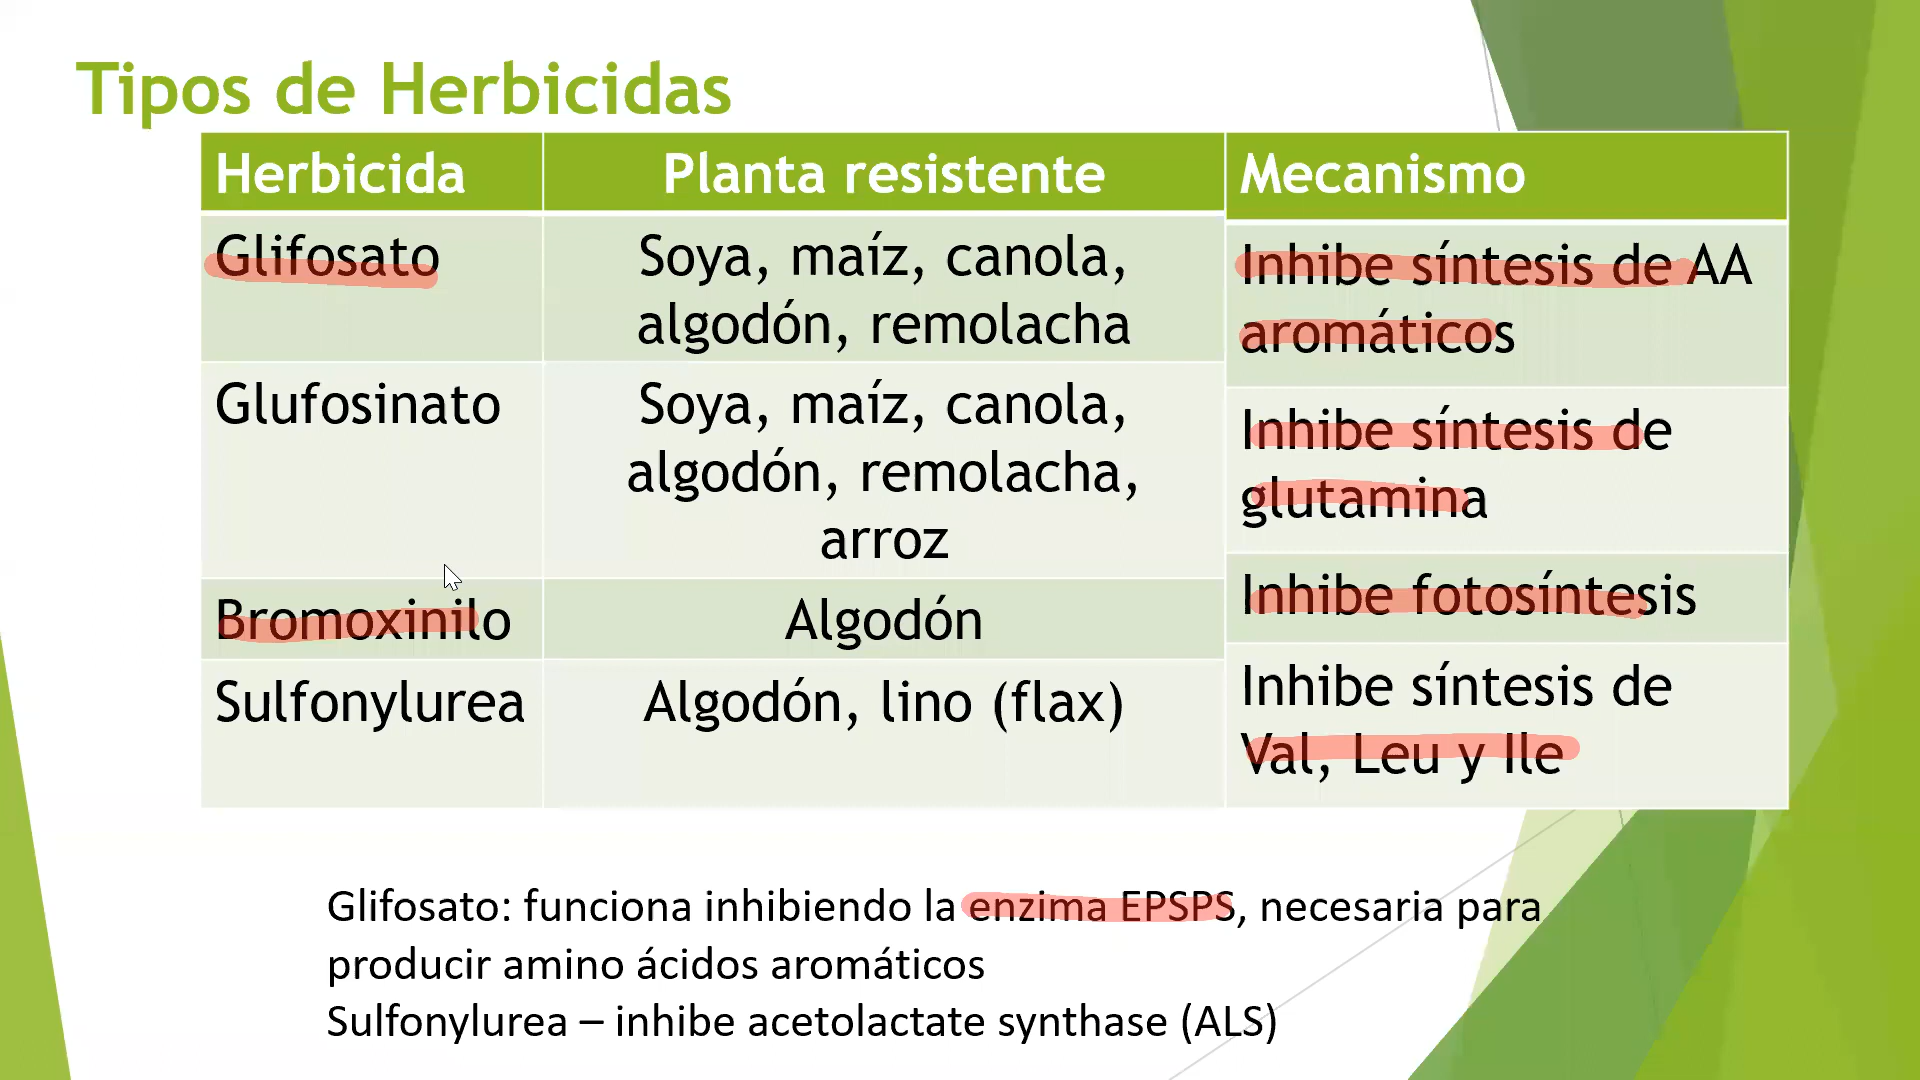 Tipos de Herbicidas
Herbicida
Planta resistente
Mecanismo
Glifosato
Soya, maíz, canola,
algodón, remolacha
Inhibe síntesis de AA
aromáticos
Glufosinato
Soya, maíz, canola,
algodón, remolacha,
arroz
Inhibe síntesis de
glutamina
Bromoxinilo
Algodón
Inhibe fotosíntesis
Sulfonylurea
Algodón, lino (flax)
Inhibe síntesis de
Val, Leu y Ile
Glifosato: funciona inhibiendo la enzima EPSPS, necesaria para
producir amino ácidos aromáticos
Sulfonylurea – inhibe acetolactate synthase (ALS)